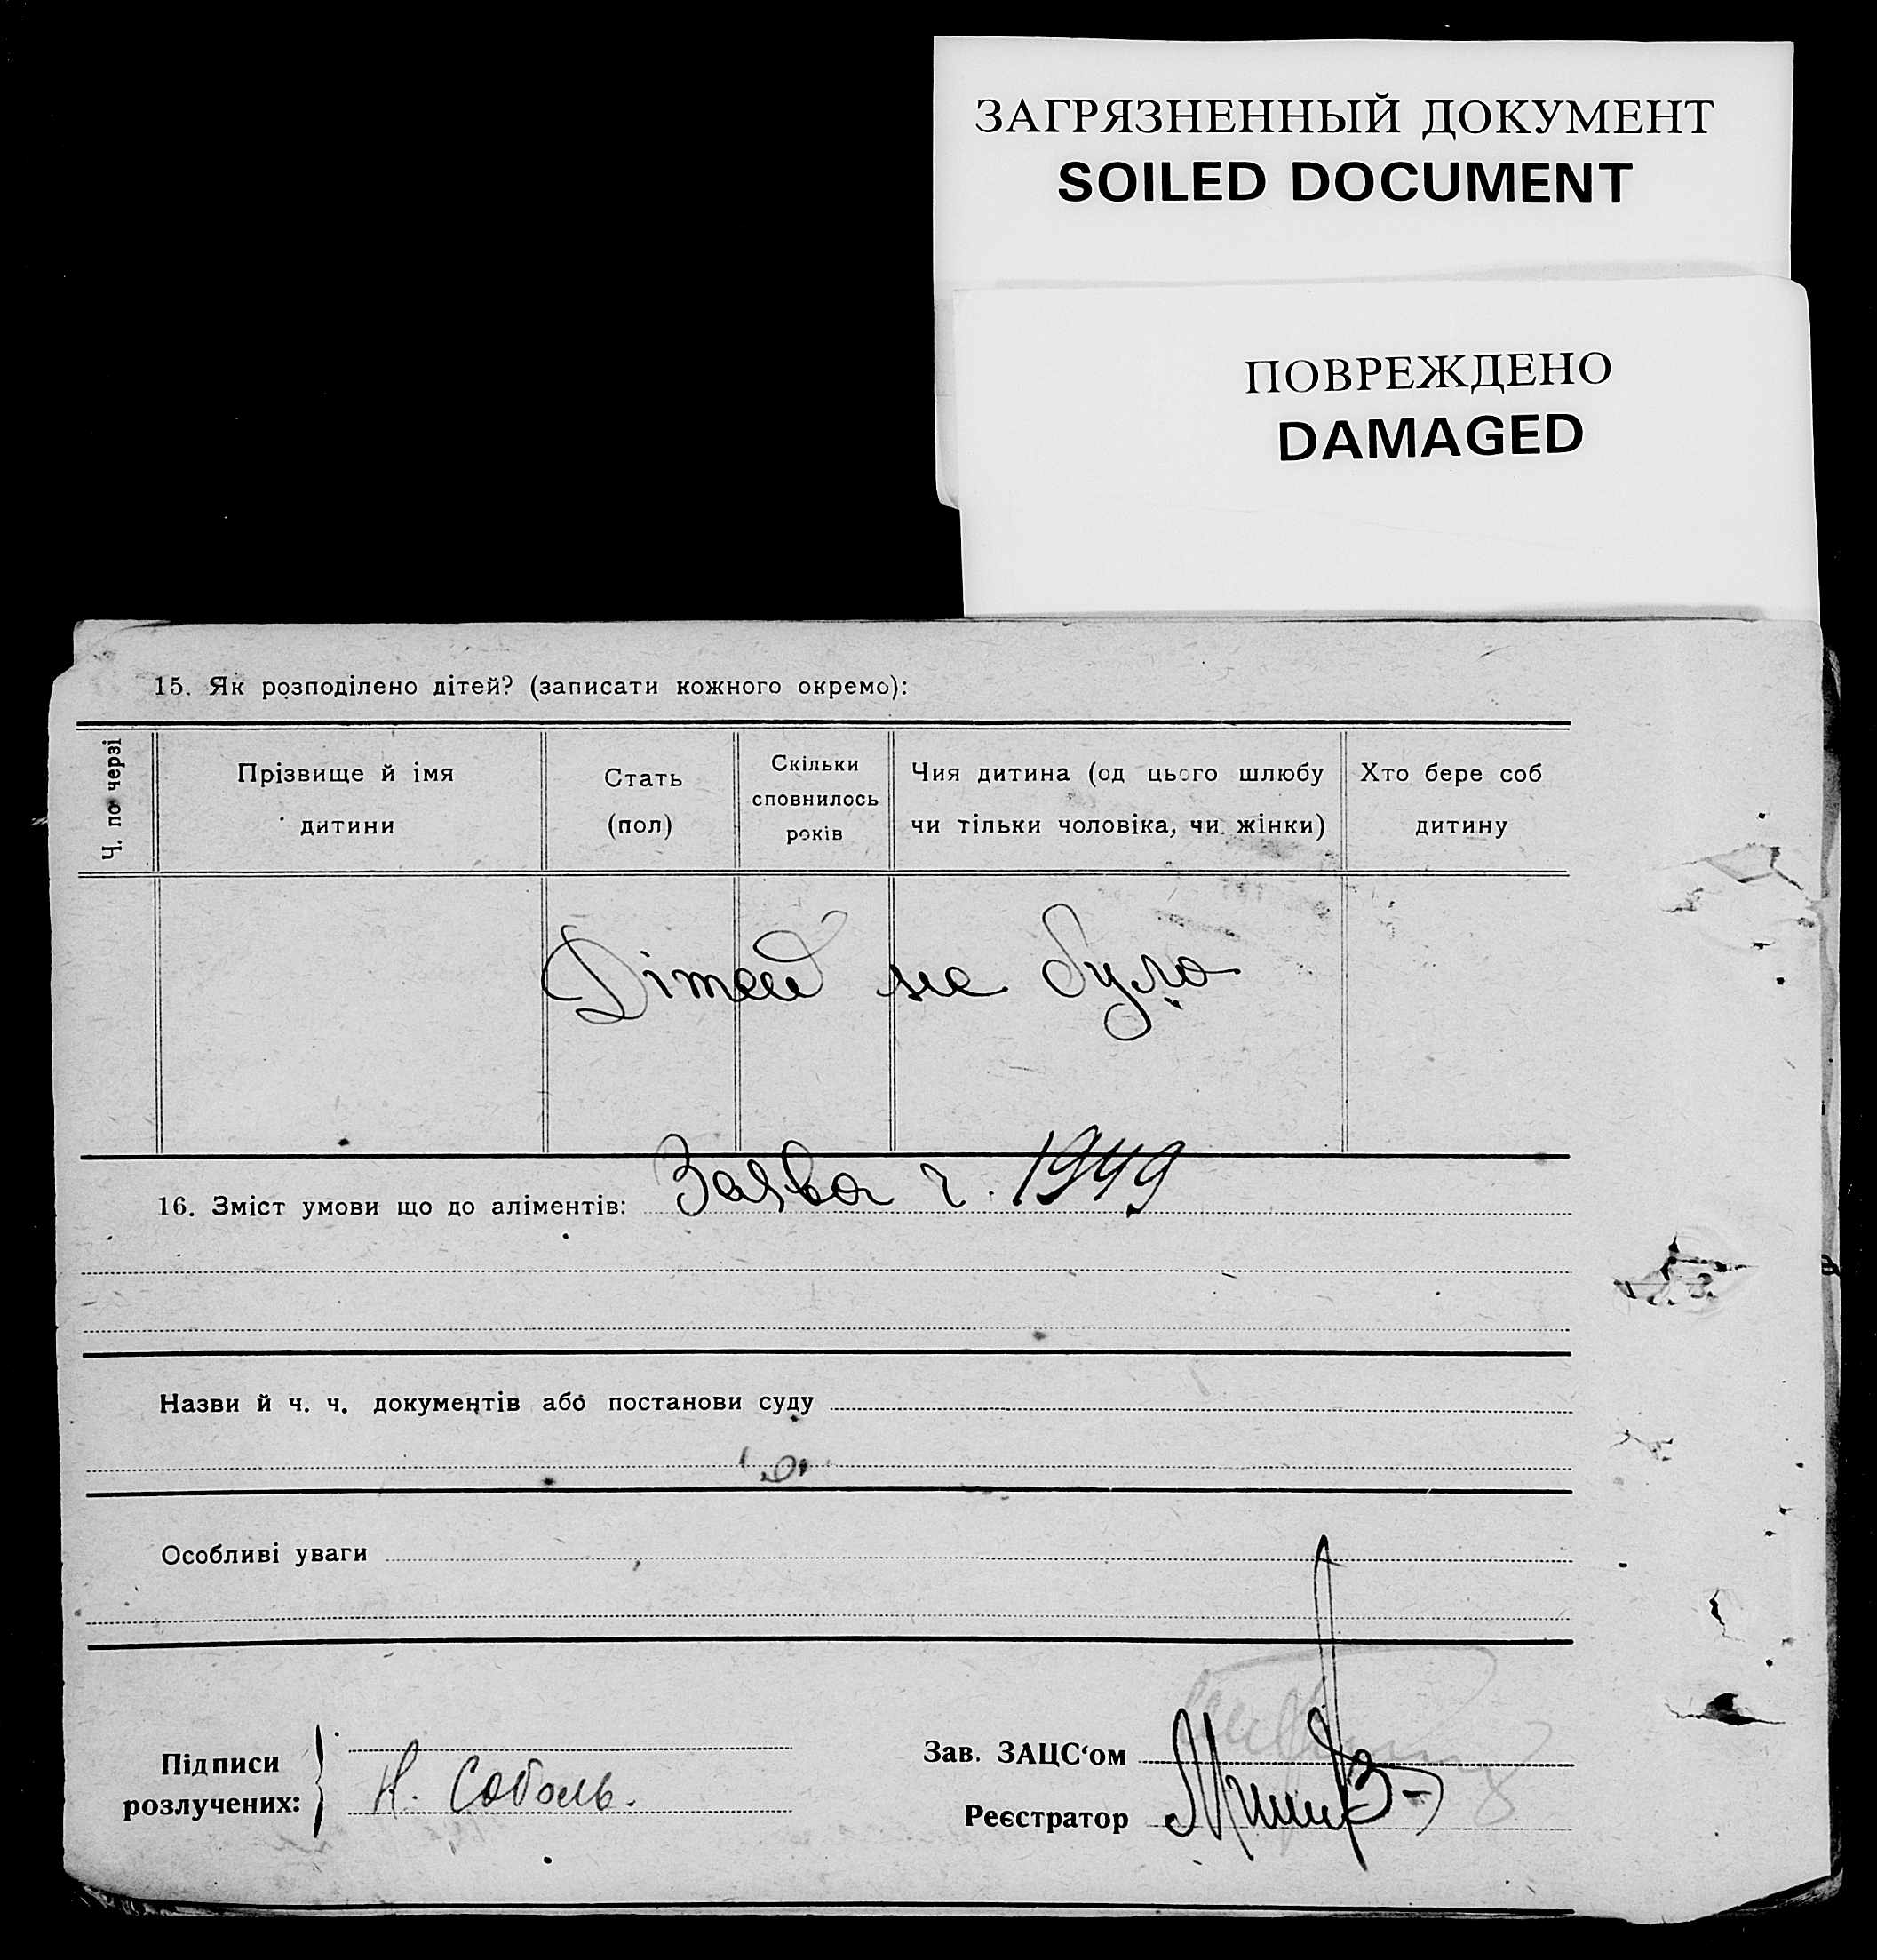 ЗАГРЯЗНЕННЫЙ ДОКУМЕНТ
SOILED DOCUMENT
ПОВРЕЖДЕНО
DAMAGED
15. Як розподілено дітей? (записати кожного окремо):
Ч. по черзі
Прізвище й імя
дитини
Стать
(пол)
Скільки
сповнилось
років
Чия дитина (од цього шлюбу
чи тільки чоловіка, чи жінки)
Хто бере соб
дитину
Дітей не було
16. Зміст умови що до аліментів: Заява ч. 1949
Назви й ч. ч. документів або постанови суду
Особливі уваги
Підписи
розлучених:
Н. Соболь.
Зав. ЗАЦС‘ом
Реєстратор